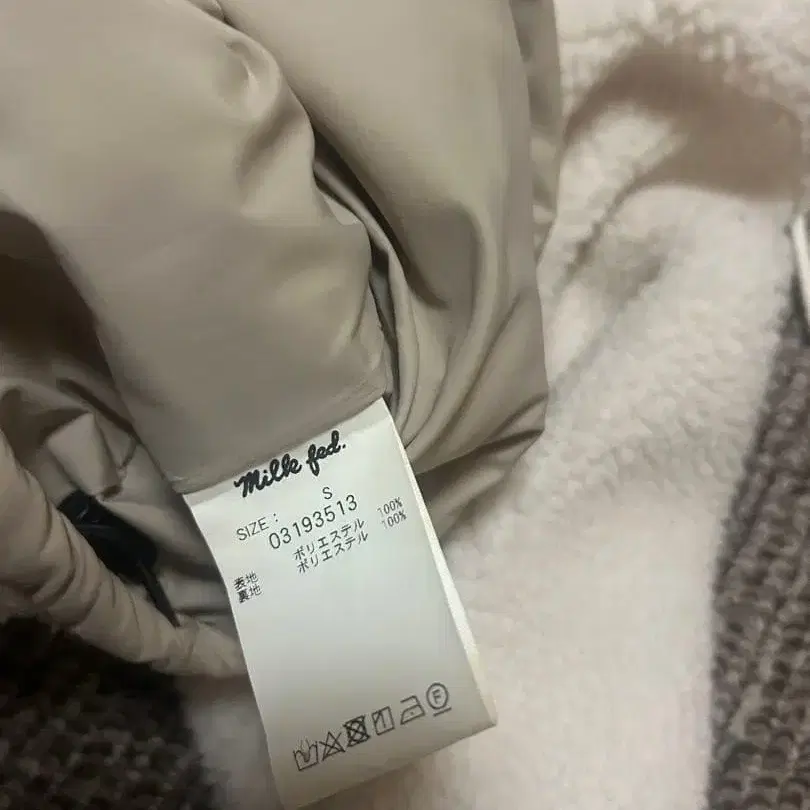 Milk fed.
SIZE : S
03193513
表地 ポリエステル 100%
裏地 ポリエステル 100%
F